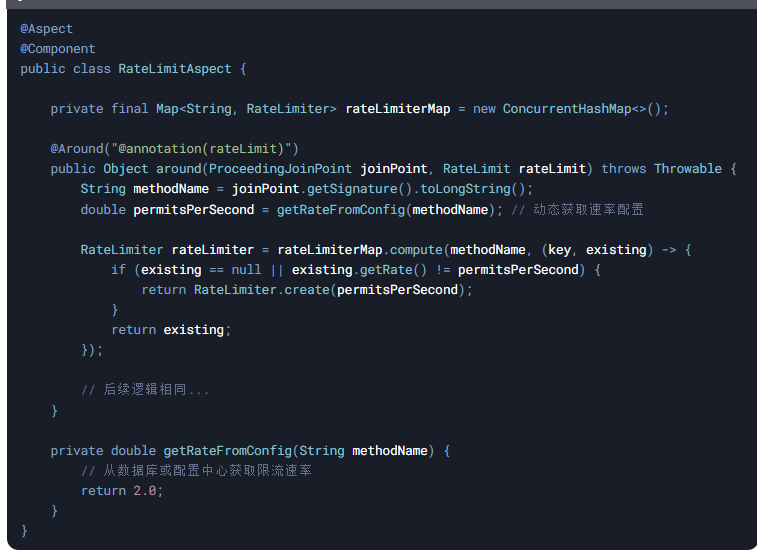 @Aspect
@Component
public class RateLimitAspect {
    private final Map<String, RateLimiter> rateLimiterMap = new ConcurrentHashMap<>();
    @Around("@annotation(rateLimit)")
    public Object around(ProceedingJoinPoint joinPoint, RateLimit rateLimit) throws Throwable {
        String methodName = joinPoint.getSignature().toLongString();
        double permitsPerSecond = getRateFromConfig(methodName); // 动态获取速率配置
        RateLimiter rateLimiter = rateLimiterMap.compute(methodName, (key, existing) -> {
            if (existing == null || existing.getRate() != permitsPerSecond) {
                return RateLimiter.create(permitsPerSecond);
            }
            return existing;
        });
        // 后续逻辑相同...
    }
    private double getRateFromConfig(String methodName) {
        // 从数据库或配置中心获取限流速率
        return 2.0;
    }
}